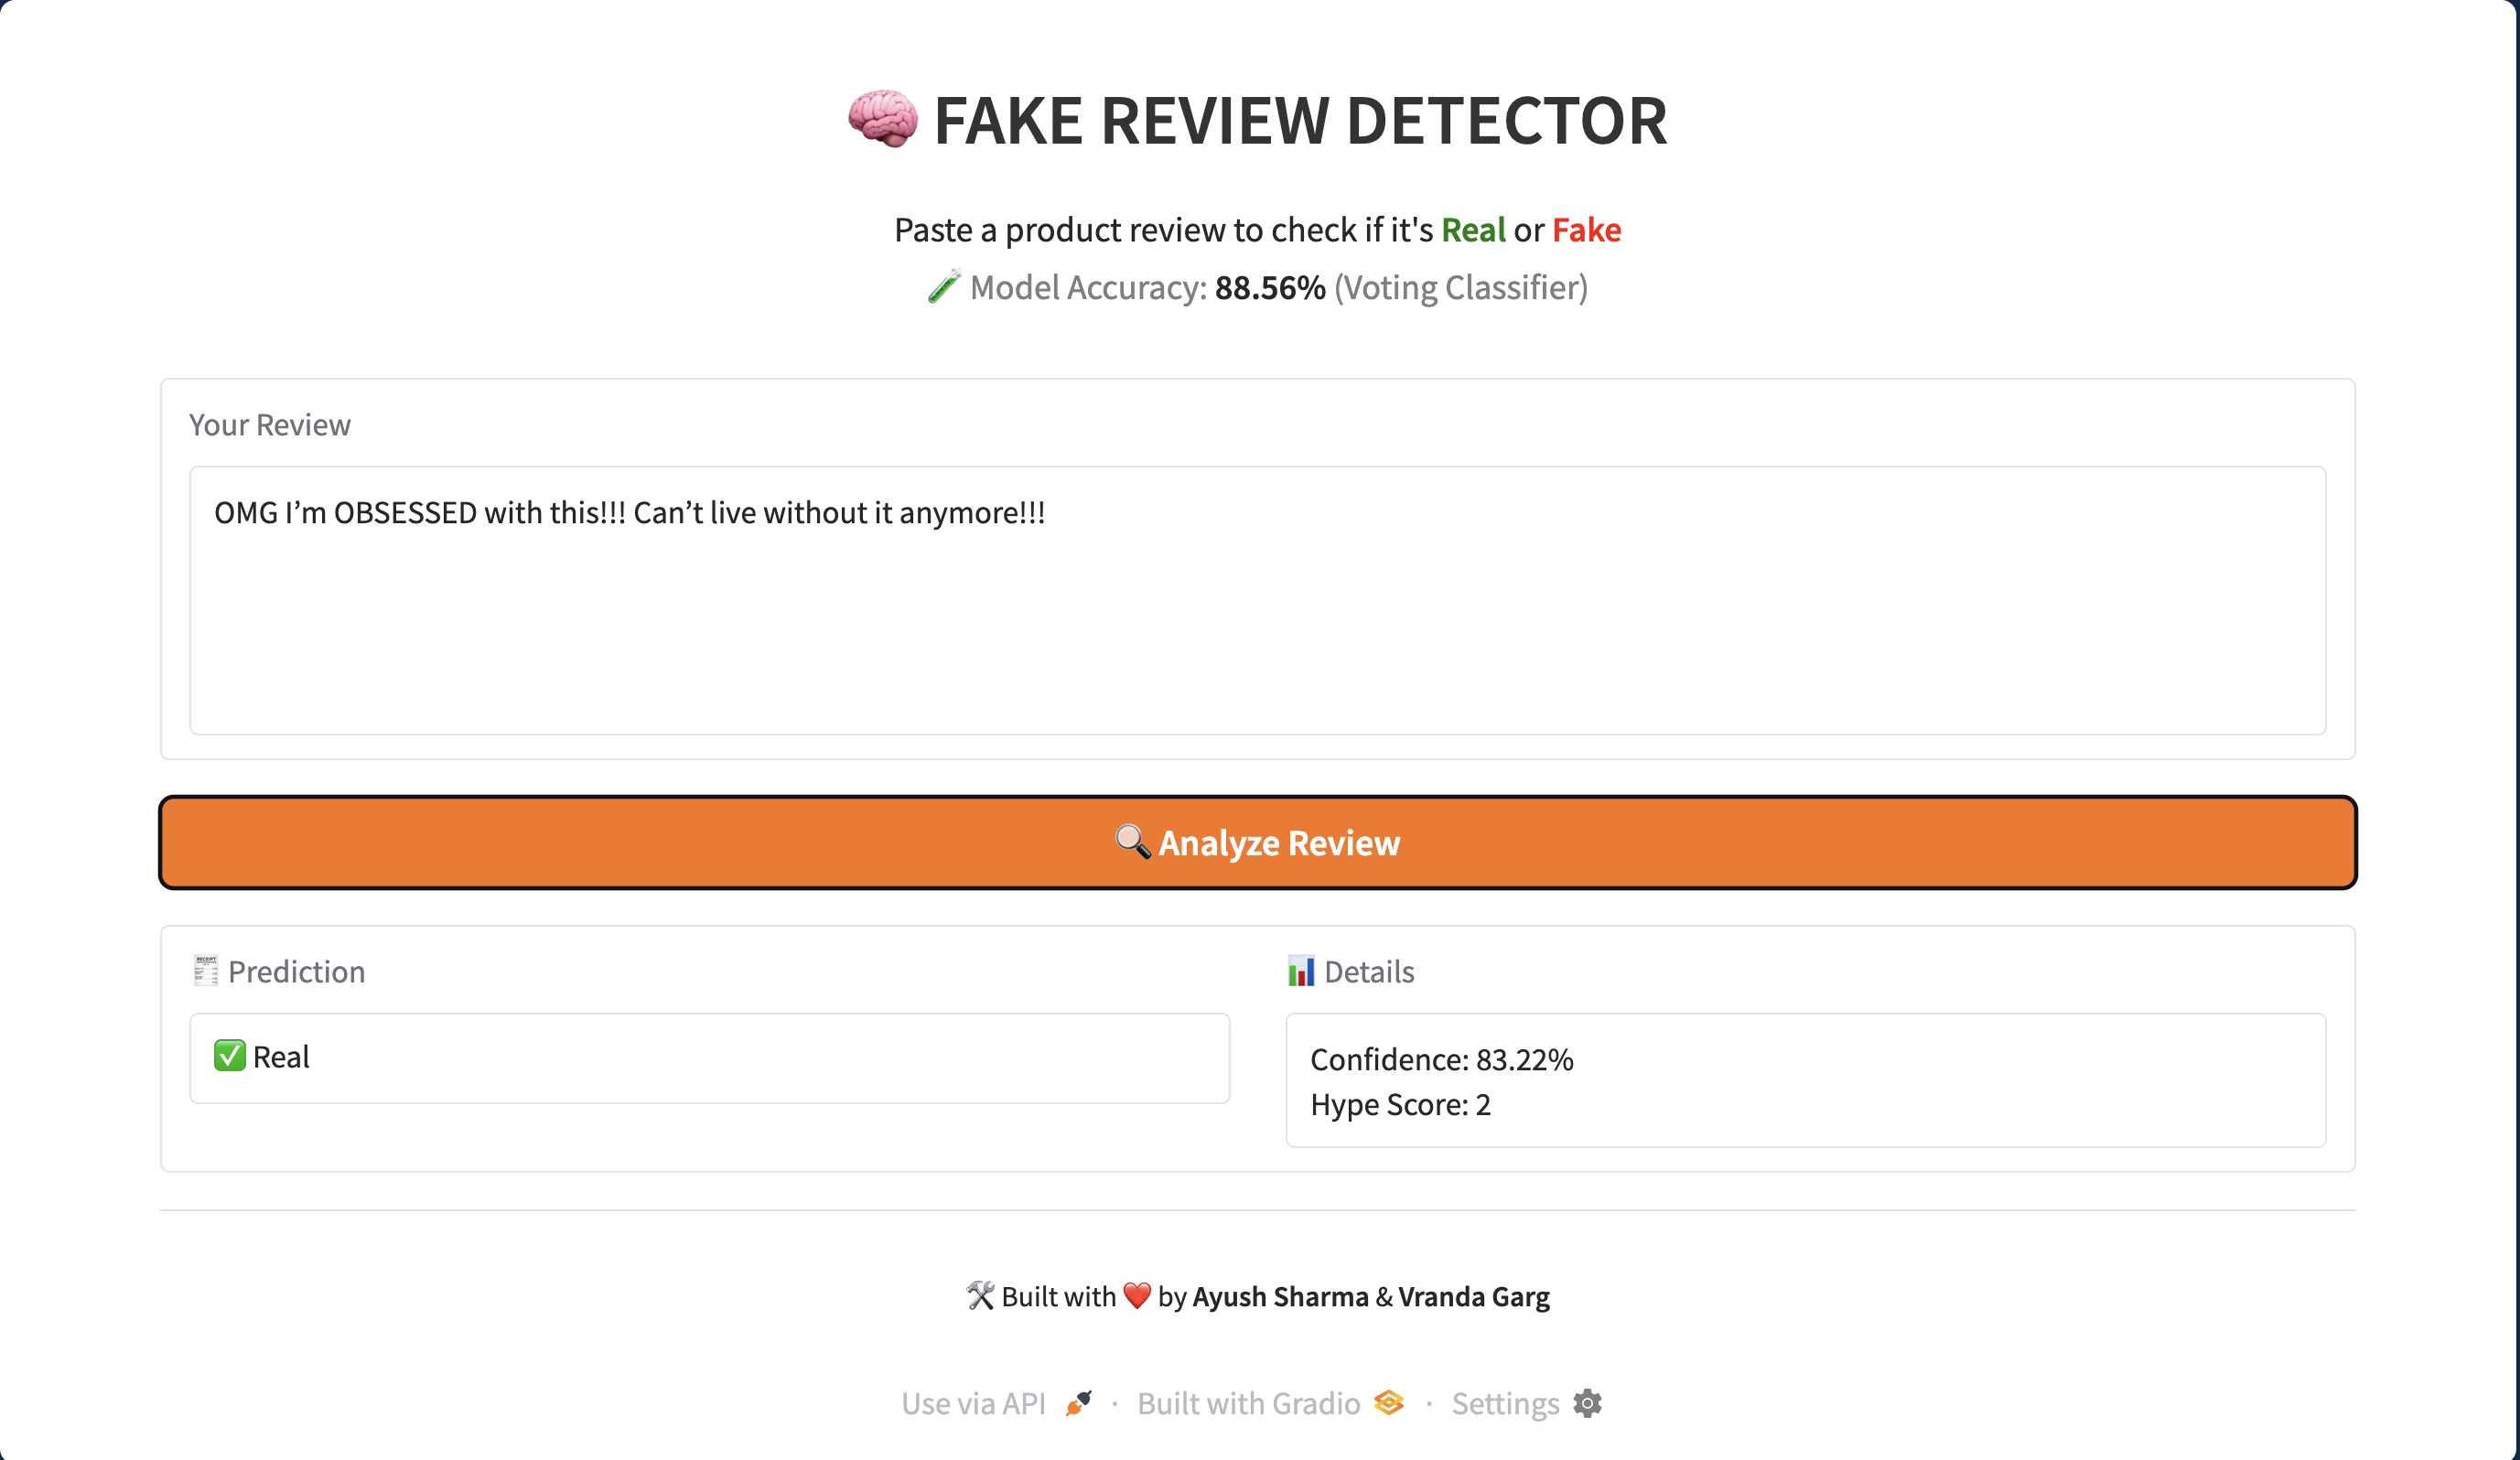 🧠 FAKE REVIEW DETECTOR
Paste a product review to check if it's Real or Fake
🧪 Model Accuracy: 88.56% (Voting Classifier)
Your Review
OMG I’m OBSESSED with this!!! Can’t live without it anymore!!!
🔍 Analyze Review
🧾 Prediction
📊 Details
✅ Real
Confidence: 83.22%
Hype Score: 2
🛠️ Built with ❤️ by Ayush Sharma & Vranda Garg
Use via API · Built with Gradio · Settings